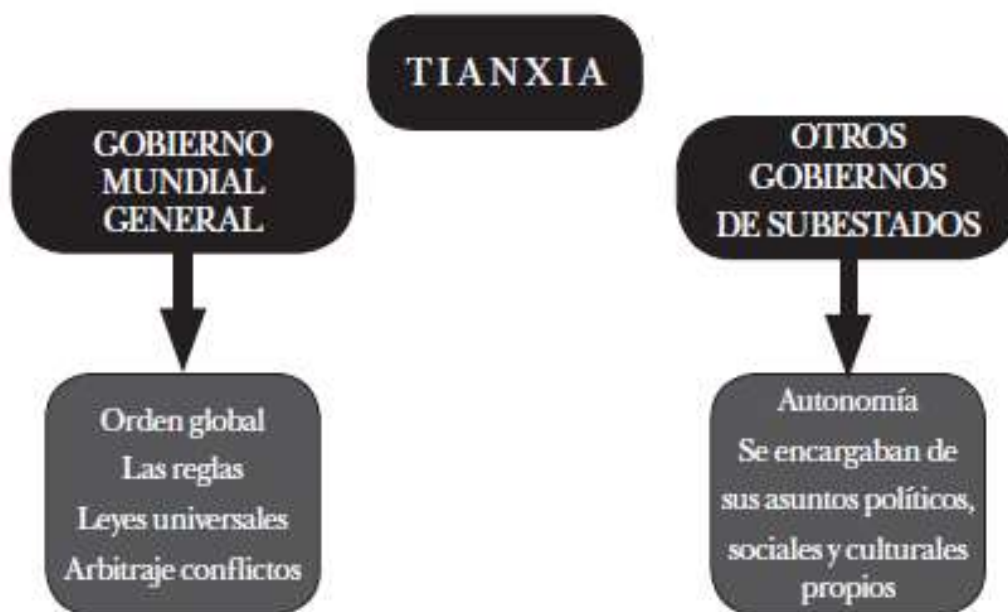 TIANXIA
GOBIERNO
MUNDIAL
GENERAL
Orden global
Las reglas
Leyes universales
Arbitraje conflictos
OTROS
GOBIERNOS
DE SUBESTADOS
Autonomía
Se encargaban de
sus asuntos políticos,
sociales y culturales
propios